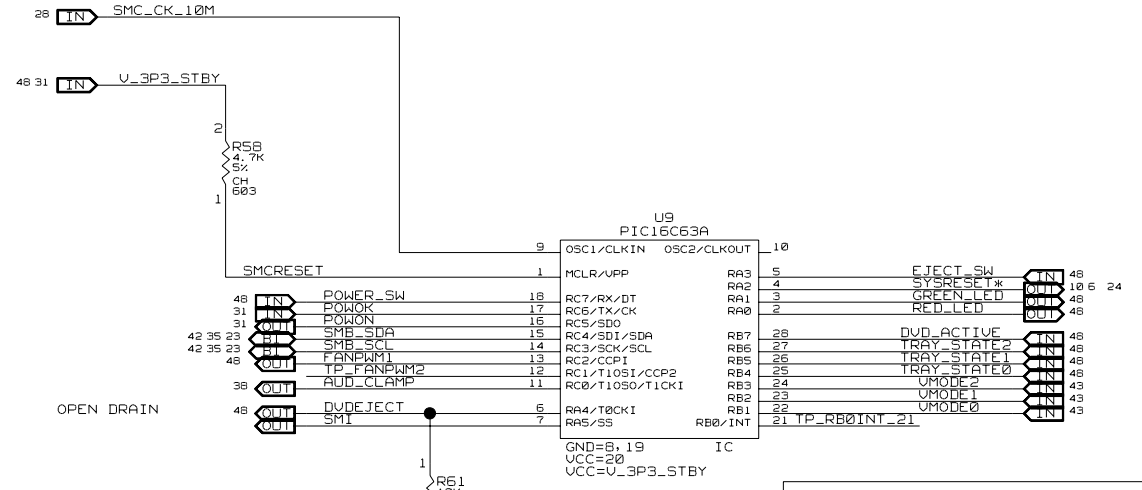 28 IN SMC_CK_10M
48 31 IN V_3P3_STBY
2
R58
4.7K
5%
CH
603
1
U9
PIC16C63A
9 OSC1/CLKIN OSC2/CLKOUT 10
SMCRESET 1 MCLR/VPP RA3 5 EJECT_SW IN 48
RA2 4 SYSRESET* OUT 10 6 24
48 IN POWER_SW 18 RC7/RX/DT RA1 3 GREEN_LED OUT 48
31 IN POWOK 17 RC6/TX/CK RA0 2 RED_LED OUT 48
31 OUT POWON 16 RC5/SDO
42 35 23 BI SMB_SDA 15 RC4/SDI/SDA RB7 28 DVD_ACTIVE IN 48
42 35 23 BI SMB_SCL 14 RC3/SCK/SCL RB6 27 TRAY_STATE2 IN 48
48 OUT FANPWM1 13 RC2/CCPI RB5 26 TRAY_STATE1 IN 48
TP_FANPWM2 12 RC1/T1OSI/CCP2 RB4 25 TRAY_STATE0 IN 48
38 OUT AUD_CLAMP 11 RC0/T1OSO/T1CKI RB3 24 VMODE2 IN 43
RB2 23 VMODE1 IN 43
OPEN DRAIN 48 OUT DVDEJECT 6 RA4/T0CKI RB1 22 VMODE0 IN 43
OUT SMI 7 RA5/SS RB0/INT 21 TP_RB0INT_21
GND=8,19 IC
VCC=20
VCC=V_3P3_STBY
1
R61